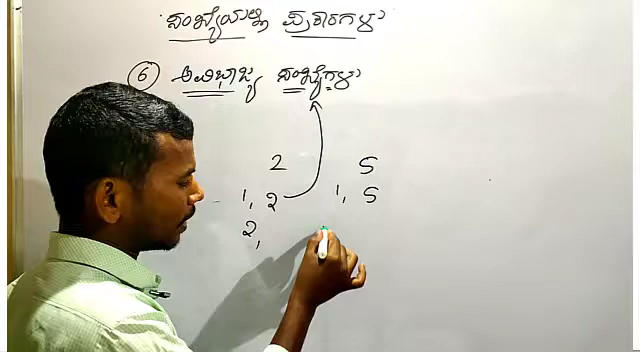 ಸಂಖ್ಯೆಯಲ್ಲಿ ಪ್ರಕಾರಗಳು
6 ಅವಿಭಾಜ್ಯ ಸಂಖ್ಯೆಗಳು
2 5
1, 2 1, 5
2,